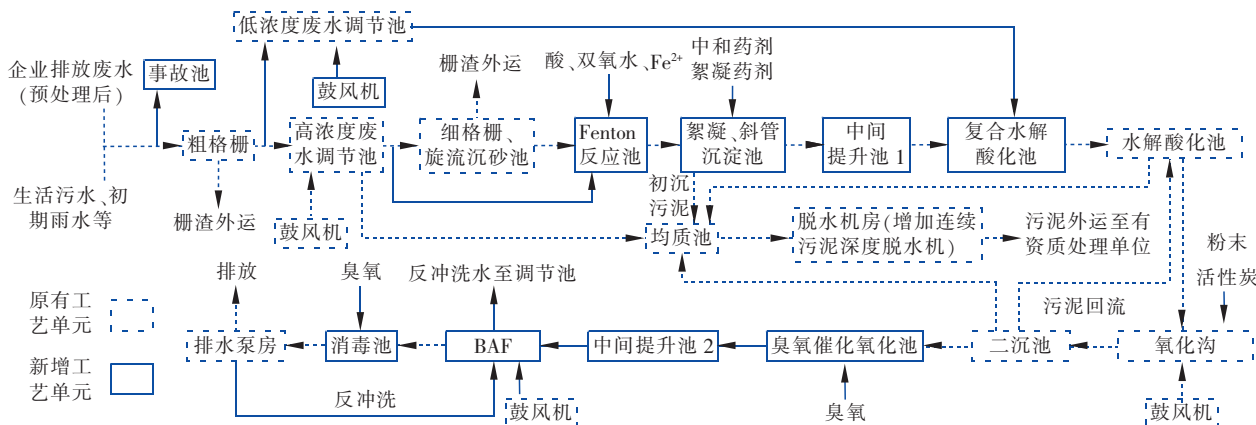 低浓度废水调节池
企业排放废水
(预处理后)
事故池
鼓风机
栅渣外运
酸、双氧水、Fe²⁺
中和药剂
絮凝药剂
粗格栅
高浓度废
水调节池
细格栅、
旋流沉砂池
Fenton
反应池
絮凝、斜管
沉淀池
中间
提升池 1
复合水解
酸化池
水解酸化池
生活污水、初
期雨水等
栅渣外运
鼓风机
初沉
污泥
均质池
脱水机房(增加连续
污泥深度脱水机)
污泥外运至有
资质处理单位
粉末
活性炭
排放
臭氧
反冲洗水至调节池
污泥回流
原有工
艺单元
排水泵房
消毒池
BAF
中间提升池 2
臭氧催化氧化池
二沉池
氧化沟
新增工
艺单元
反冲洗
鼓风机
臭氧
鼓风机